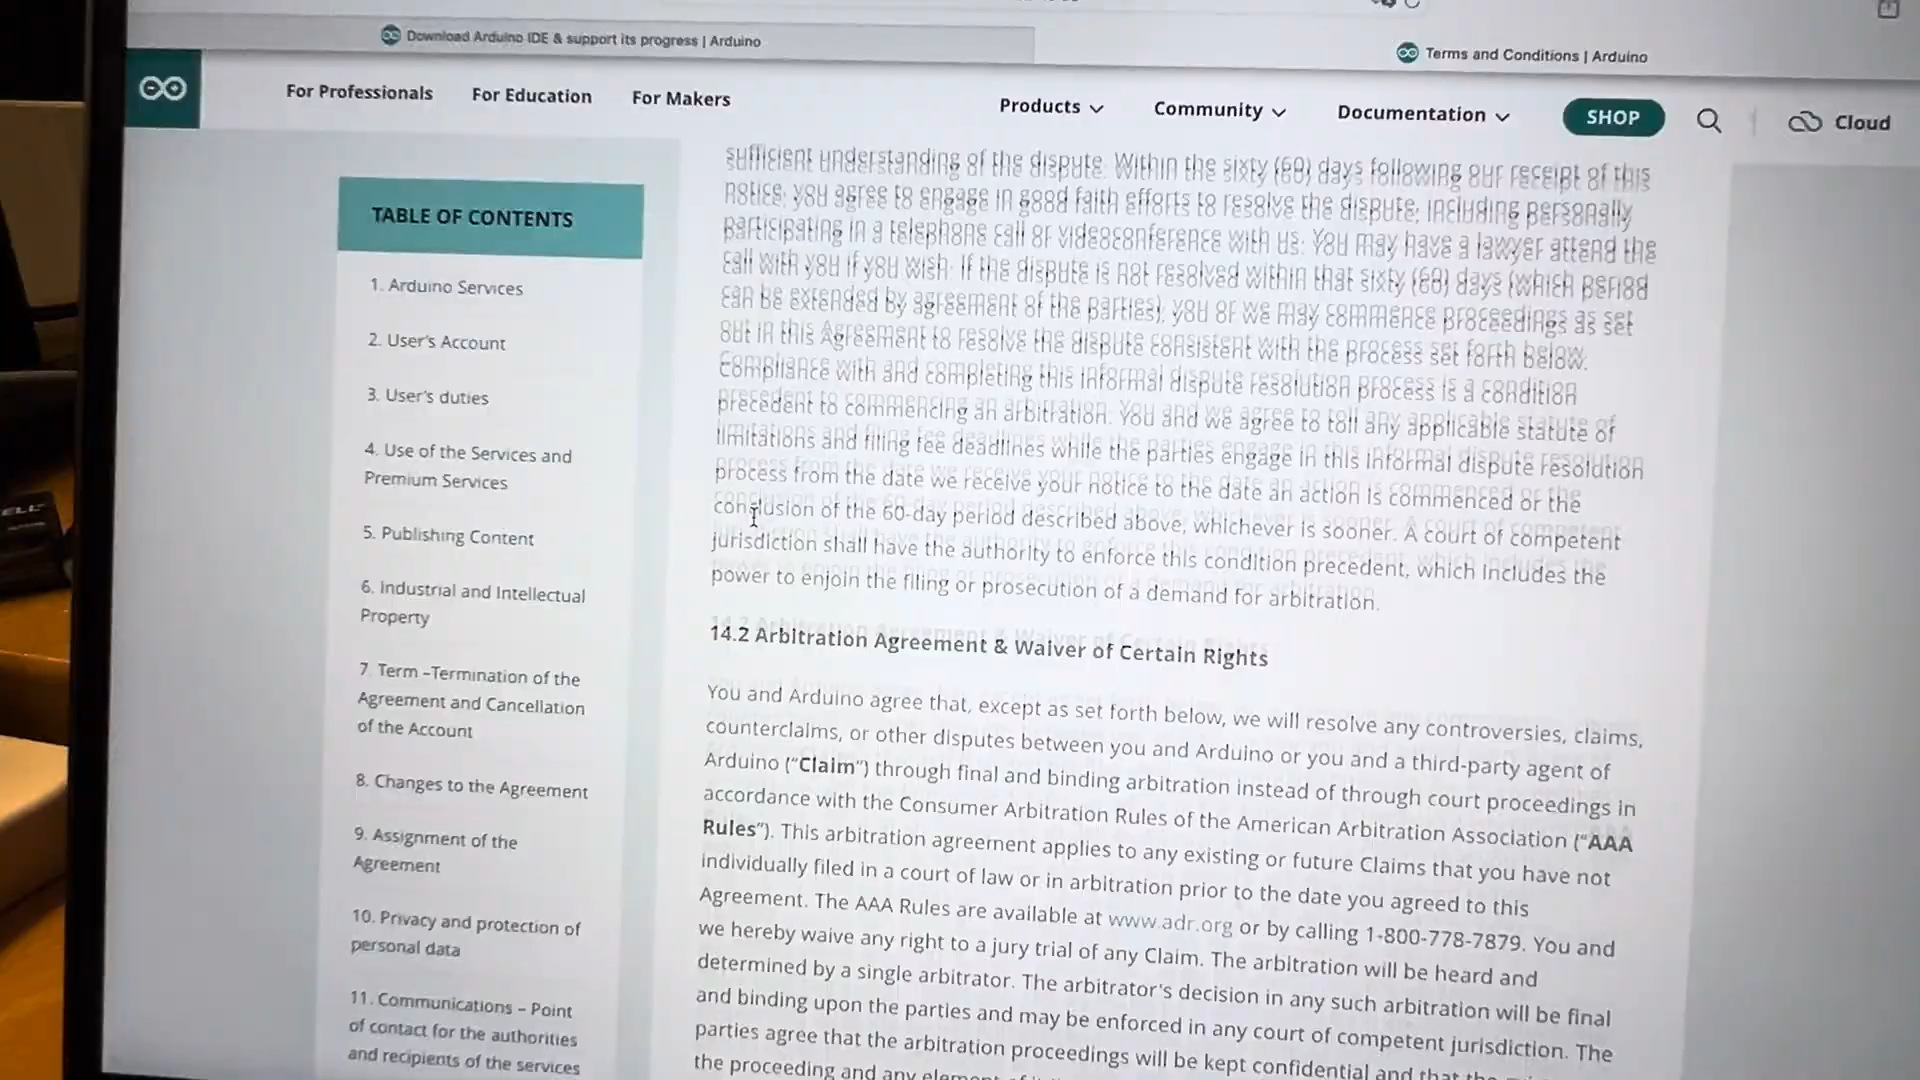 Download Arduino IDE & support its progress | Arduino
Terms and Conditions | Arduino
For Professionals
For Education
For Makers
Products
Community
Documentation
SHOP
Cloud
TABLE OF CONTENTS
1. Arduino Services
2. User's Account
3. User's duties
4. Use of the Services and
Premium Services
5. Publishing Content
6. Industrial and Intellectual
Property
7. Term –Termination of the
Agreement and Cancellation
of the Account
8. Changes to the Agreement
9. Assignment of the
Agreement
10. Privacy and protection of
personal data
11. Communications – Point
of contact for the authorities
and recipients of the services
sufficient understanding of the dispute. Within the sixty (60) days following our receipt of this
notice, you agree to engage in good faith efforts to resolve the dispute, including personally
participating in a telephone call or videoconference with us. You may have a lawyer attend the
call with you if you wish. If the dispute is not resolved within that sixty (60) days (which period
can be extended by agreement of the parties), you or we may commence proceedings as set
out in this Agreement to resolve the dispute consistent with the process set forth below.
Compliance with and completing this informal dispute resolution process is a condition
precedent to commencing an arbitration. You and we agree to toll any applicable statute of
limitations and filing fee deadlines while the parties engage in this informal dispute resolution
process from the date we receive your notice to the date an action is commenced or the
conclusion of the 60-day period described above, whichever is sooner. A court of competent
jurisdiction shall have the authority to enforce this condition precedent, which includes the
power to enjoin the filing or prosecution of a demand for arbitration.
14.2 Arbitration Agreement & Waiver of Certain Rights
You and Arduino agree that, except as set forth below, we will resolve any controversies, claims,
counterclaims, or other disputes between you and Arduino or you and a third-party agent of
Arduino (“Claim”) through final and binding arbitration instead of through court proceedings in
accordance with the Consumer Arbitration Rules of the American Arbitration Association (“AAA
Rules”). This arbitration agreement applies to any existing or future Claims that you have not
individually filed in a court of law or in arbitration prior to the date you agreed to this
Agreement. The AAA Rules are available at www.adr.org or by calling 1-800-778-7879. You and
we hereby waive any right to a jury trial of any Claim. The arbitration will be heard and
determined by a single arbitrator. The arbitrator's decision in any such arbitration will be final
and binding upon the parties and may be enforced in any court of competent jurisdiction. The
parties agree that the arbitration proceedings will be kept confidential and that the
the proceeding and any element of